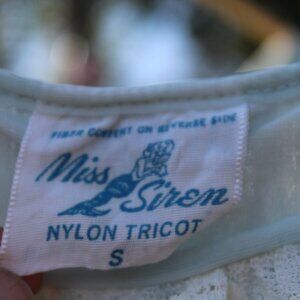 FIBER CONTENT ON REVERSE SIDE
Miss Siren
NYLON TRICOT
S